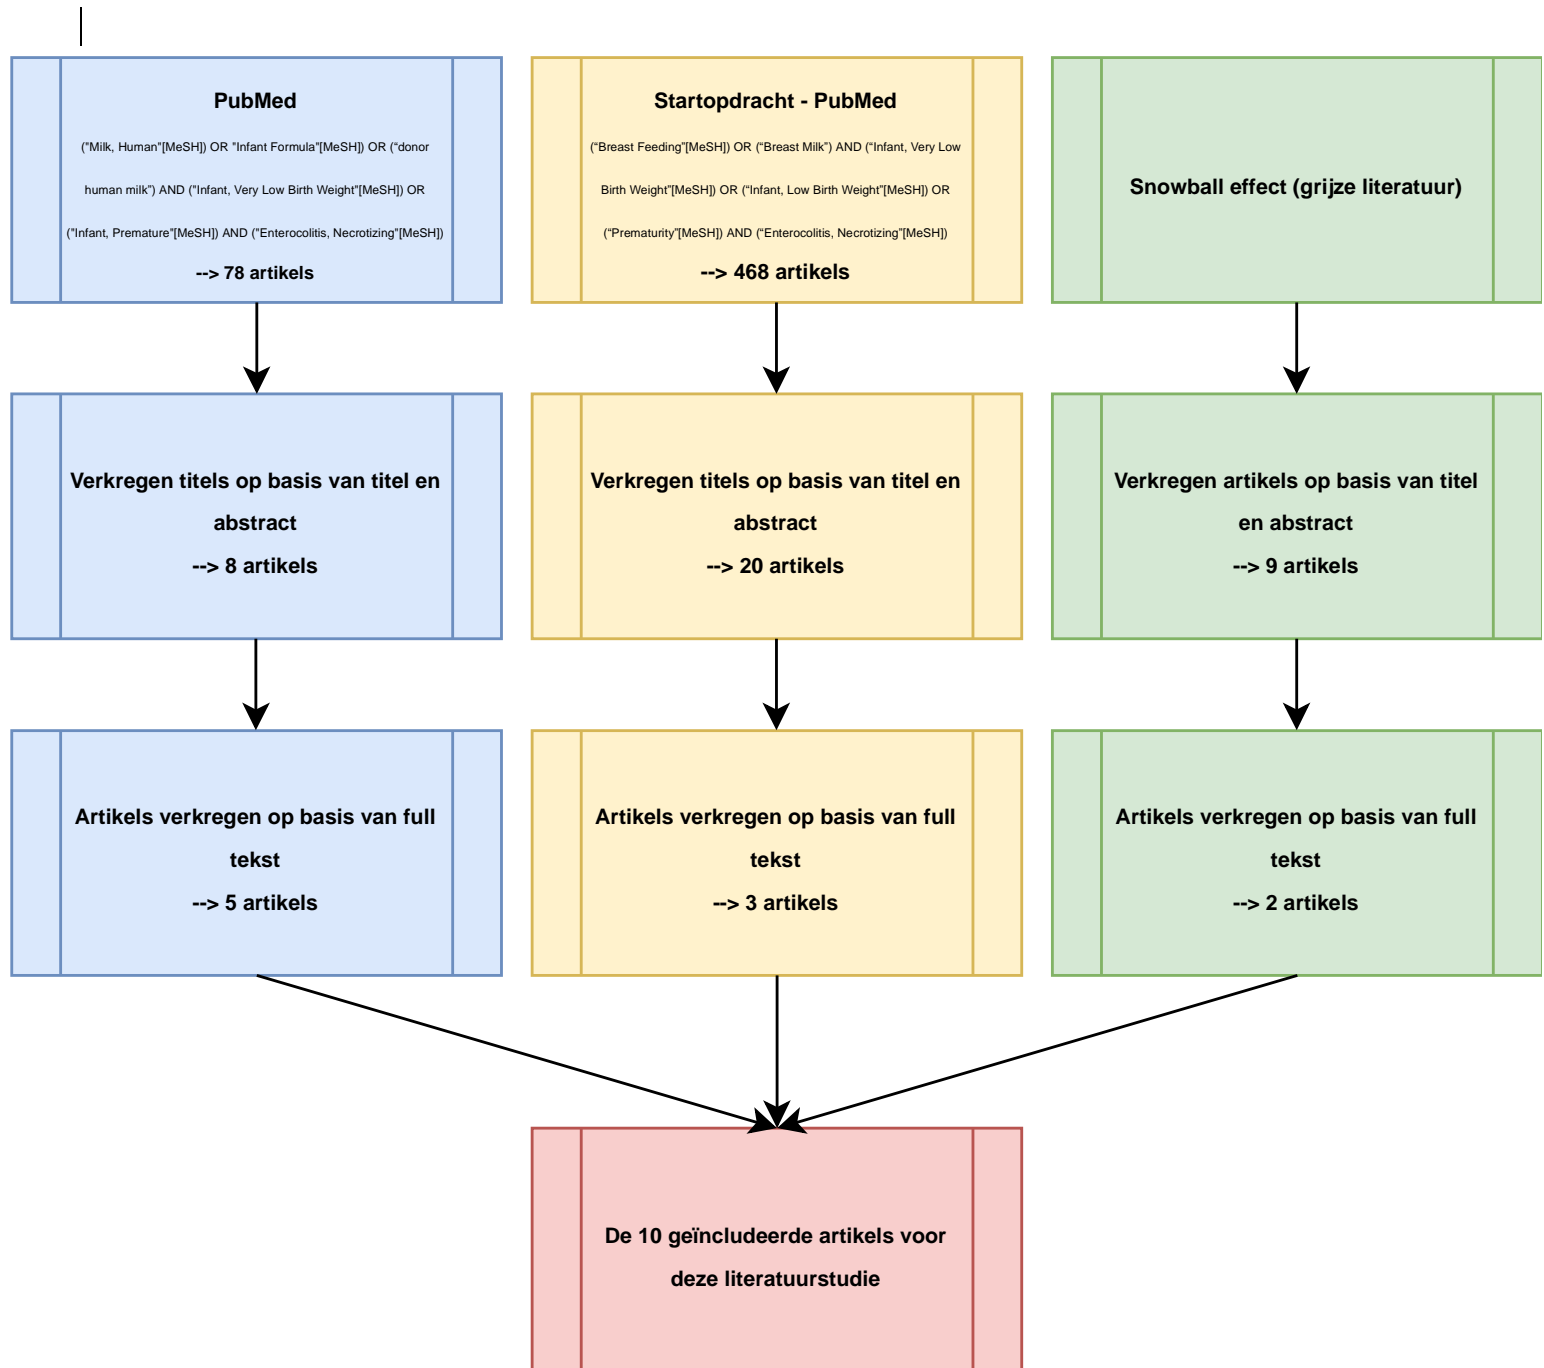 PubMed
("Milk, Human"[MeSH]) OR "Infant Formula"[MeSH]) OR (“donor
human milk”) AND ("Infant, Very Low Birth Weight"[MeSH]) OR
("Infant, Premature"[MeSH]) AND ("Enterocolitis, Necrotizing"[MeSH])
--> 78 artikels
Startopdracht - PubMed
(“Breast Feeding”[MeSH]) OR (“Breast Milk”) AND (“Infant, Very Low
Birth Weight”[MeSH]) OR (“Infant, Low Birth Weight”[MeSH]) OR
(“Prematurity”[MeSH]) AND (“Enterocolitis, Necrotizing”[MeSH])
--> 468 artikels
Snowball effect (grijze literatuur)
Verkregen titels op basis van titel en
abstract
--> 8 artikels
Verkregen titels op basis van titel en
abstract
--> 20 artikels
Verkregen artikels op basis van titel
en abstract
--> 9 artikels
Artikels verkregen op basis van full
tekst
--> 5 artikels
Artikels verkregen op basis van full
tekst
--> 3 artikels
Artikels verkregen op basis van full
tekst
--> 2 artikels
De 10 geïncludeerde artikels voor
deze literatuurstudie